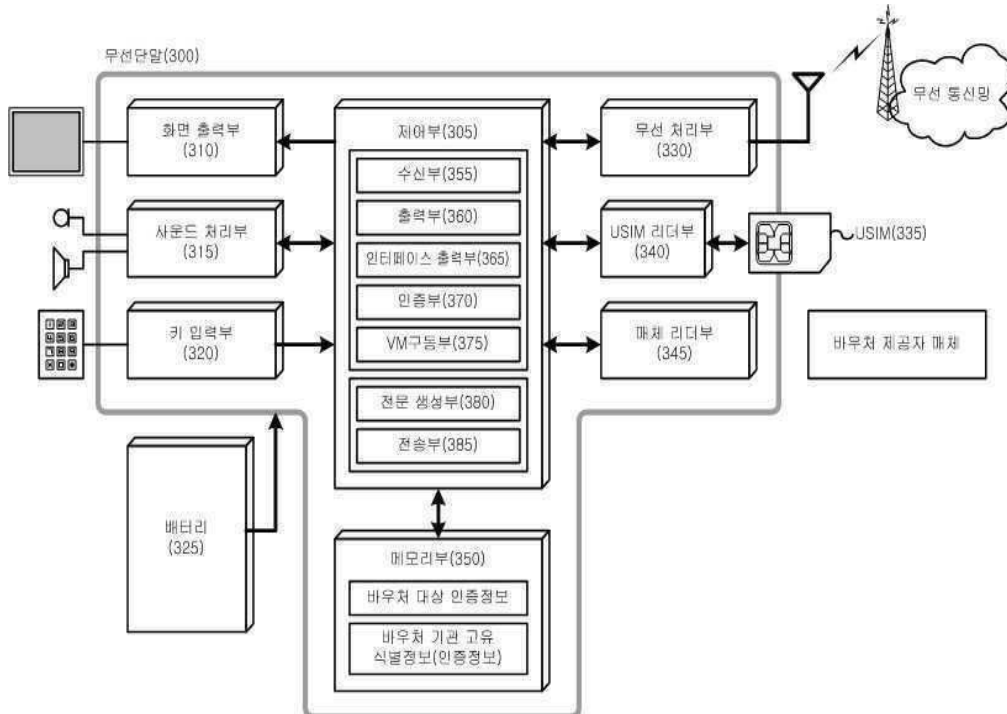 무선단말(300)
화면 출력부
(310)
사운드 처리부
(315)
키 입력부
(320)
배터리
(325)
제어부(305)
수신부(355)
출력부(360)
인터페이스 출력부(365)
인증부(370)
VM구동부(375)
전문 생성부(380)
전송부(385)
메모리부(350)
바우처 대상 인증정보
바우처 기관 고유
식별정보(인증정보)
무선 처리부
(330)
USIM 리더부
(340)
매체 리더부
(345)
무선 통신망
USIM(335)
바우처 제공자 매체